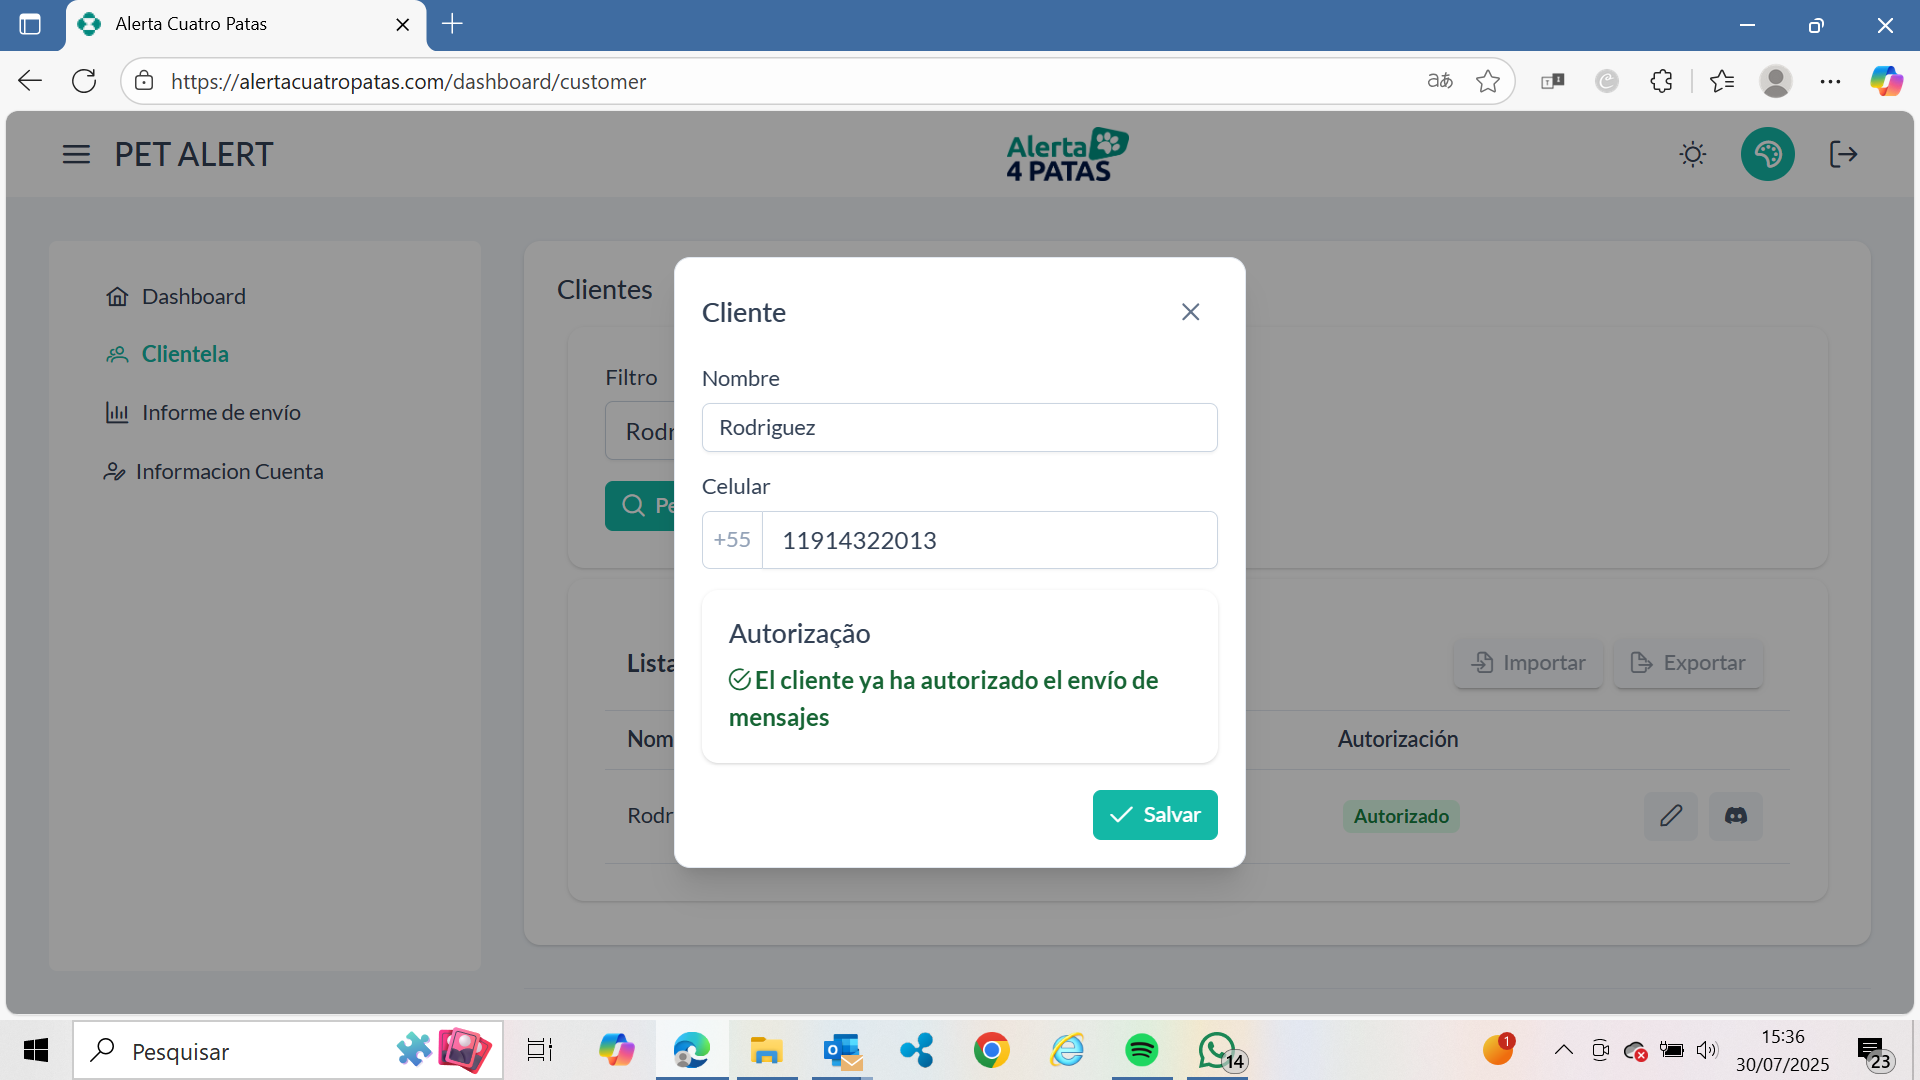 Alerta Cuatro Patas
https://alertacuatropatas.com/dashboard/customer
aあ
PET ALERT
Alerta
4 PATAS
Dashboard
Clientela
Informe de envío
Informacion Cuenta
Clientes
Filtro
Rodr
Pe
Cliente
Nombre
Rodriguez
Celular
+55 11914322013
Autorização
El cliente ya ha autorizado el envío de
mensajes
Salvar
Lista
Importar
Exportar
Nom
Autorización
Rodr
Autorizado
Pesquisar
14
1
15:36
30/07/2025
23